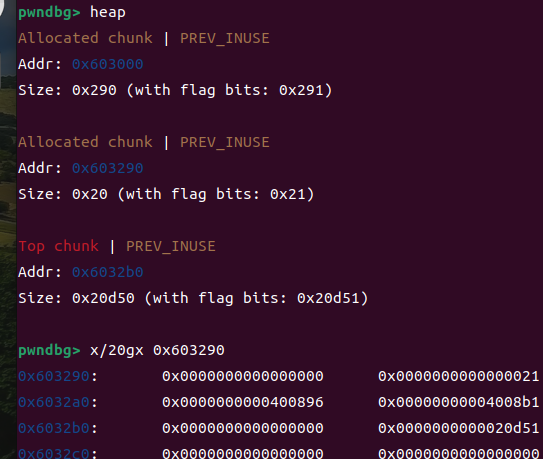 pwndbg> heap
Allocated chunk | PREV_INUSE
Addr: 0x603000
Size: 0x290 (with flag bits: 0x291)
Allocated chunk | PREV_INUSE
Addr: 0x603290
Size: 0x20 (with flag bits: 0x21)
Top chunk | PREV_INUSE
Addr: 0x6032b0
Size: 0x20d50 (with flag bits: 0x20d51)
pwndbg> x/20gx 0x603290
0x603290: 0x0000000000000000 0x0000000000000021
0x6032a0: 0x0000000000400896 0x00000000004008b1
0x6032b0: 0x0000000000000000 0x0000000000020d51
0x6032c0: 0x0000000000000000 0x0000000000000000